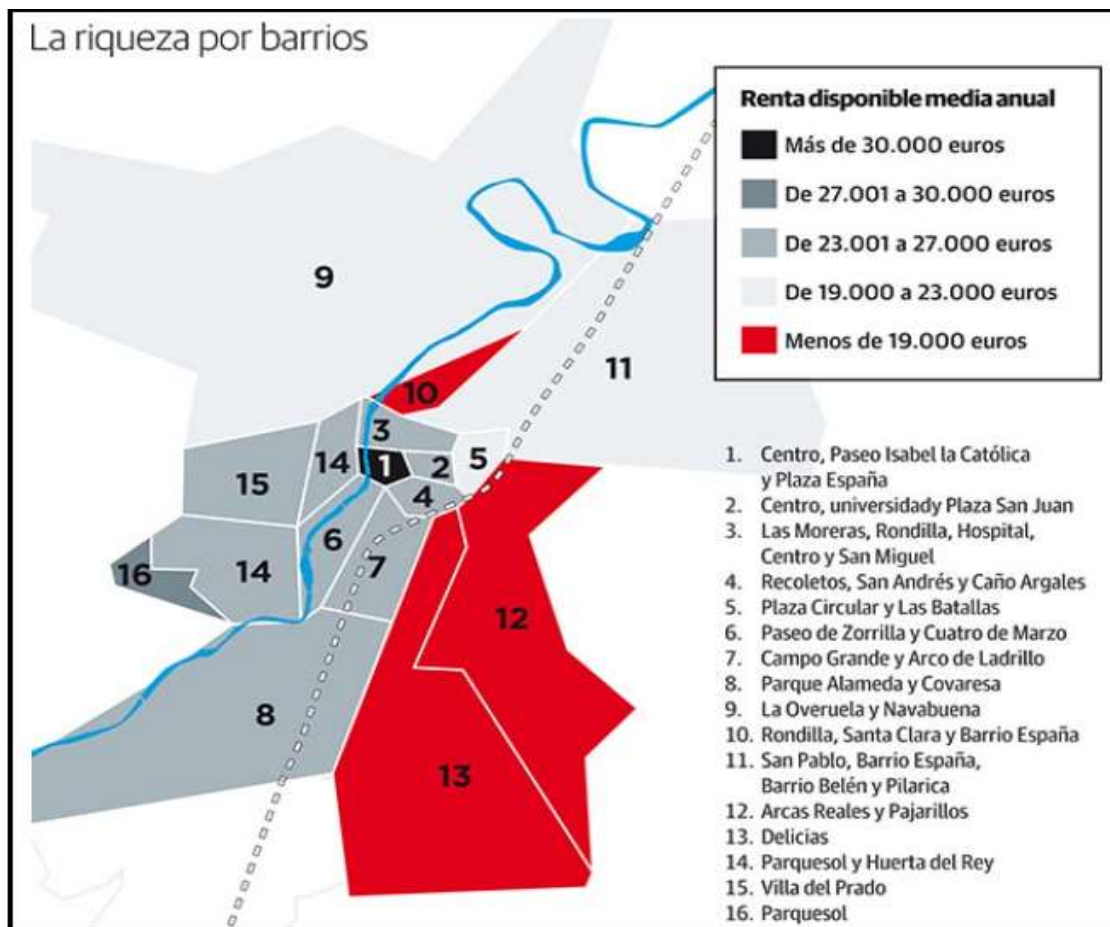 La riqueza por barrios
Renta disponible media anual
Más de 30.000 euros
De 27.001 a 30.000 euros
De 23.001 a 27.000 euros
De 19.000 a 23.000 euros
Menos de 19.000 euros
9
11
10
3
14
1
2
5
15
4
6
16
14
7
12
8
13
1. Centro, Paseo Isabel la Católica
y Plaza España
2. Centro, universidady Plaza San Juan
3. Las Moreras, Rondilla, Hospital,
Centro y San Miguel
4. Recoletos, San Andrés y Caño Argales
5. Plaza Circular y Las Batallas
6. Paseo de Zorrilla y Cuatro de Marzo
7. Campo Grande y Arco de Ladrillo
8. Parque Alameda y Covaresa
9. La Overuela y Navabuena
10. Rondilla, Santa Clara y Barrio España
11. San Pablo, Barrio España,
Barrio Belén y Pilarica
12. Arcas Reales y Pajarillos
13. Delicias
14. Parquesol y Huerta del Rey
15. Villa del Prado
16. Parquesol